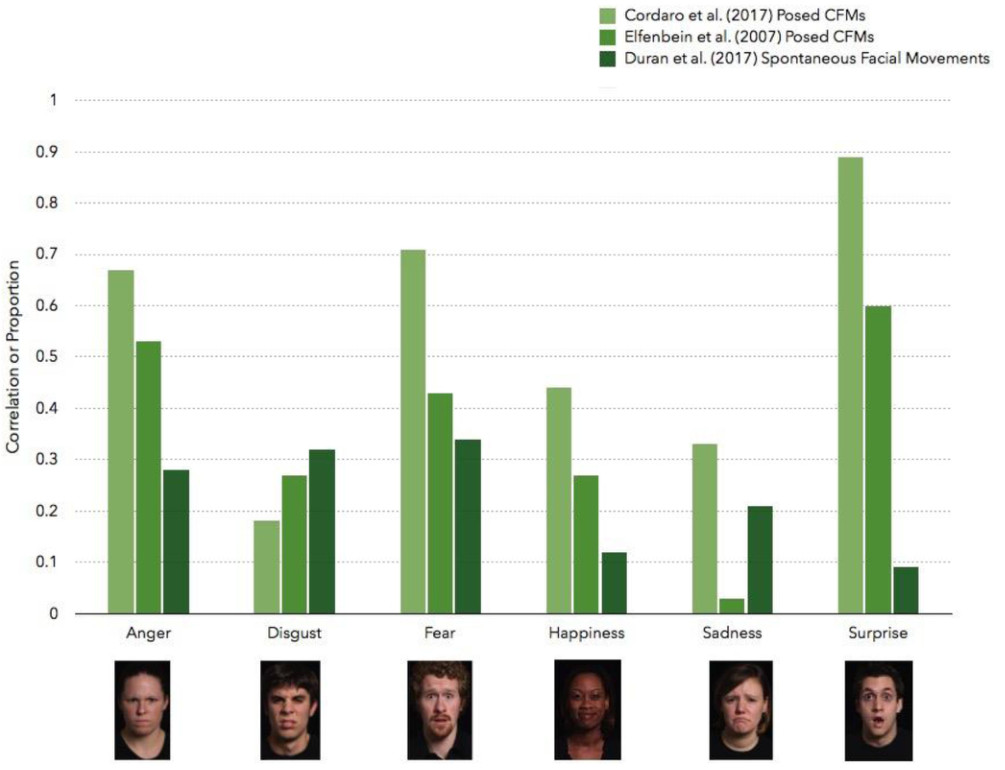 Cordaro et al. (2017) Posed CFMs
Elfenbein et al. (2007) Posed CFMs
Duran et al. (2017) Spontaneous Facial Movements
Correlation or Proportion
1
0.9
0.8
0.7
0.6
0.5
0.4
0.3
0.2
0.1
0
Anger Disgust Fear Happiness Sadness Surprise